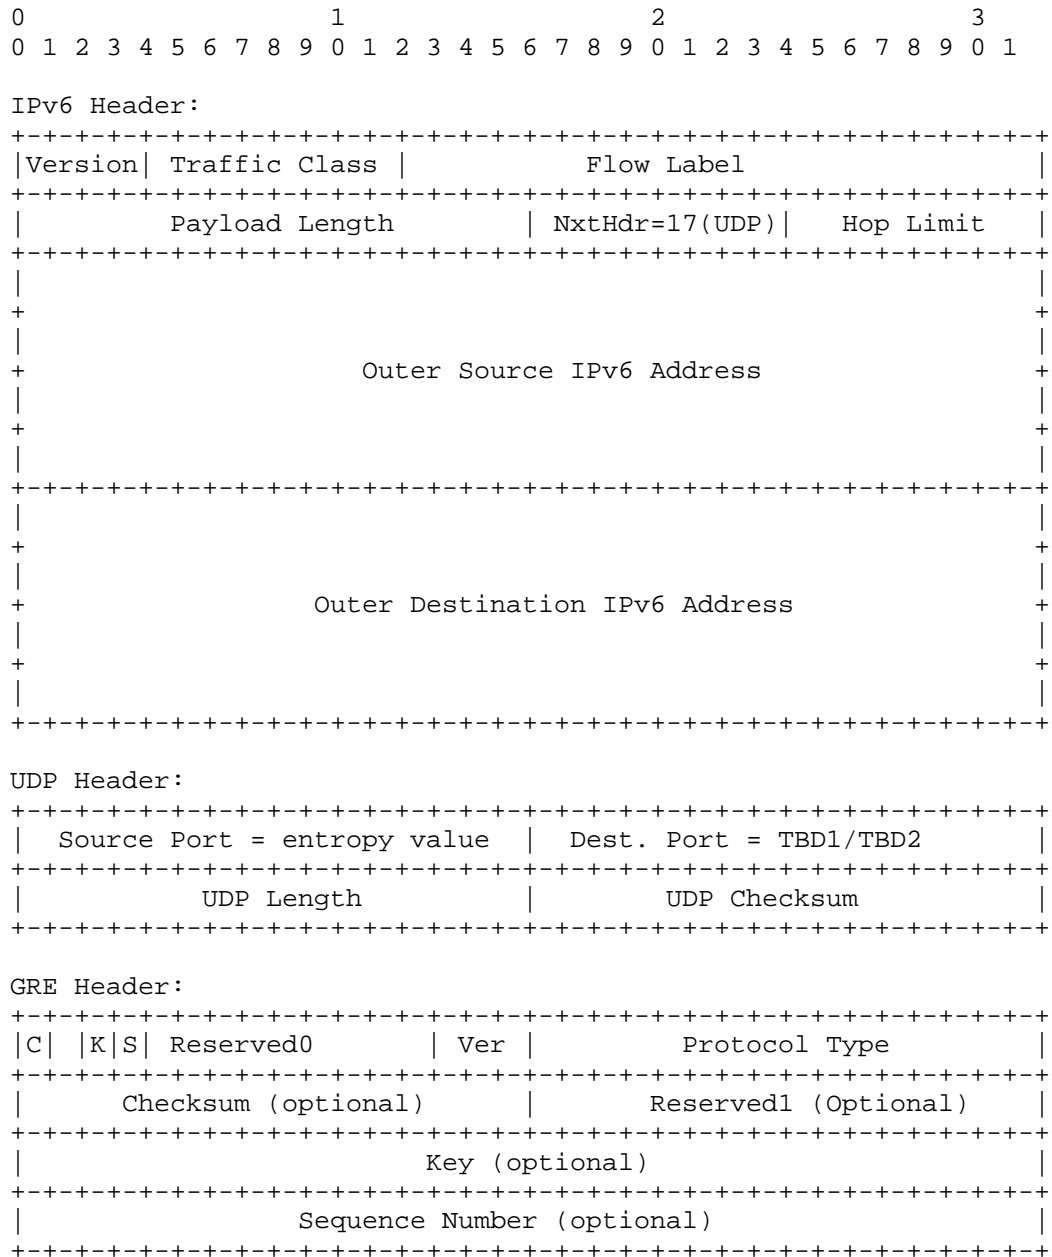 0                   1                   2                   3
0 1 2 3 4 5 6 7 8 9 0 1 2 3 4 5 6 7 8 9 0 1 2 3 4 5 6 7 8 9 0 1
IPv6 Header:
+-+-+-+-+-+-+-+-+-+-+-+-+-+-+-+-+-+-+-+-+-+-+-+-+-+-+-+-+-+-+-+-+
|Version| Traffic Class |           Flow Label                  |
+-+-+-+-+-+-+-+-+-+-+-+-+-+-+-+-+-+-+-+-+-+-+-+-+-+-+-+-+-+-+-+-+
|         Payload Length        | NxtHdr=17(UDP)|   Hop Limit   |
+-+-+-+-+-+-+-+-+-+-+-+-+-+-+-+-+-+-+-+-+-+-+-+-+-+-+-+-+-+-+-+-+
|                                                               |
+                                                               +
|                                                               |
+                     Outer Source IPv6 Address                 +
|                                                               |
+                                                               +
|                                                               |
+-+-+-+-+-+-+-+-+-+-+-+-+-+-+-+-+-+-+-+-+-+-+-+-+-+-+-+-+-+-+-+-+
|                                                               |
+                                                               +
|                                                               |
+                  Outer Destination IPv6 Address               +
|                                                               |
+                                                               +
|                                                               |
+-+-+-+-+-+-+-+-+-+-+-+-+-+-+-+-+-+-+-+-+-+-+-+-+-+-+-+-+-+-+-+-+
UDP Header:
+-+-+-+-+-+-+-+-+-+-+-+-+-+-+-+-+-+-+-+-+-+-+-+-+-+-+-+-+-+-+-+-+
|  Source Port = entropy value  |  Dest. Port = TBD1/TBD2       |
+-+-+-+-+-+-+-+-+-+-+-+-+-+-+-+-+-+-+-+-+-+-+-+-+-+-+-+-+-+-+-+-+
|           UDP Length          |        UDP Checksum           |
+-+-+-+-+-+-+-+-+-+-+-+-+-+-+-+-+-+-+-+-+-+-+-+-+-+-+-+-+-+-+-+-+
GRE Header:
+-+-+-+-+-+-+-+-+-+-+-+-+-+-+-+-+-+-+-+-+-+-+-+-+-+-+-+-+-+-+-+-+
|C| |K|S| Reserved0       | Ver |         Protocol Type         |
+-+-+-+-+-+-+-+-+-+-+-+-+-+-+-+-+-+-+-+-+-+-+-+-+-+-+-+-+-+-+-+-+
|      Checksum (optional)      |       Reserved1 (Optional)    |
+-+-+-+-+-+-+-+-+-+-+-+-+-+-+-+-+-+-+-+-+-+-+-+-+-+-+-+-+-+-+-+-+
|                         Key (optional)                        |
+-+-+-+-+-+-+-+-+-+-+-+-+-+-+-+-+-+-+-+-+-+-+-+-+-+-+-+-+-+-+-+-+
|                 Sequence Number (optional)                    |
+-+-+-+-+-+-+-+-+-+-+-+-+-+-+-+-+-+-+-+-+-+-+-+-+-+-+-+-+-+-+-+-+